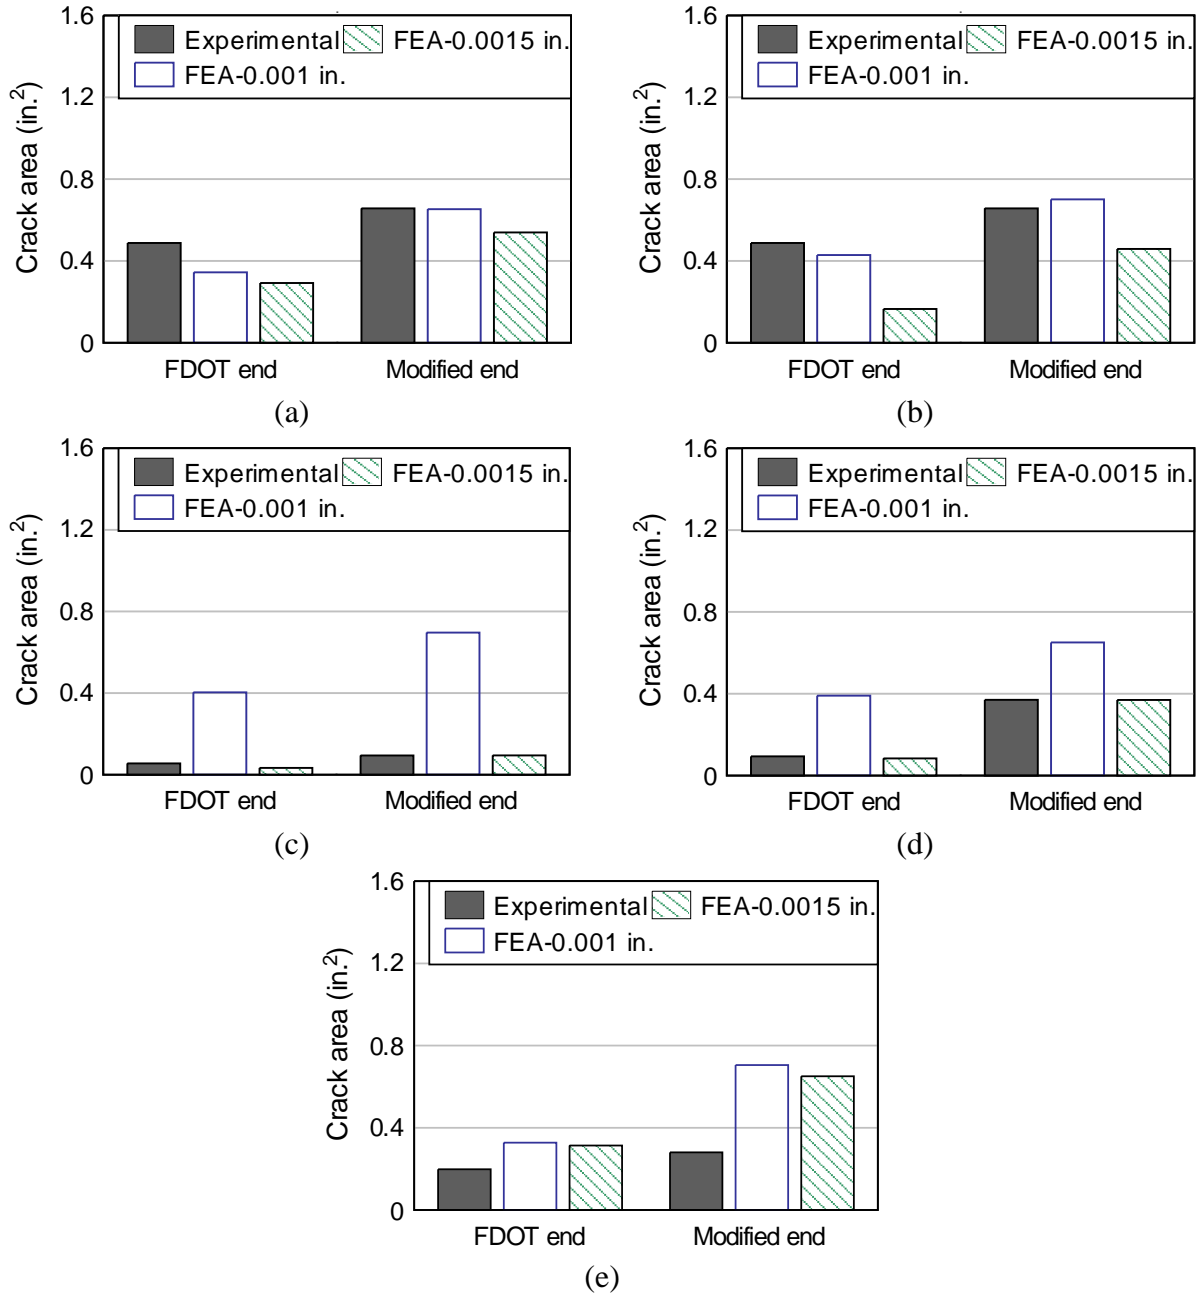 1.6
1.2
0.8
0.4
0
Crack area (in.²)
Experimental FEA-0.0015 in.
FEA-0.001 in.
FDOT end Modified end
(a)
1.6
1.2
0.8
0.4
0
Crack area (in.²)
Experimental FEA-0.0015 in.
FEA-0.001 in.
FDOT end Modified end
(b)
1.6
1.2
0.8
0.4
0
Crack area (in.²)
Experimental FEA-0.0015 in.
FEA-0.001 in.
FDOT end Modified end
(c)
1.6
1.2
0.8
0.4
0
Crack area (in.²)
Experimental FEA-0.0015 in.
FEA-0.001 in.
FDOT end Modified end
(d)
1.6
1.2
0.8
0.4
0
Crack area (in.²)
Experimental FEA-0.0015 in.
FEA-0.001 in.
FDOT end Modified end
(e)